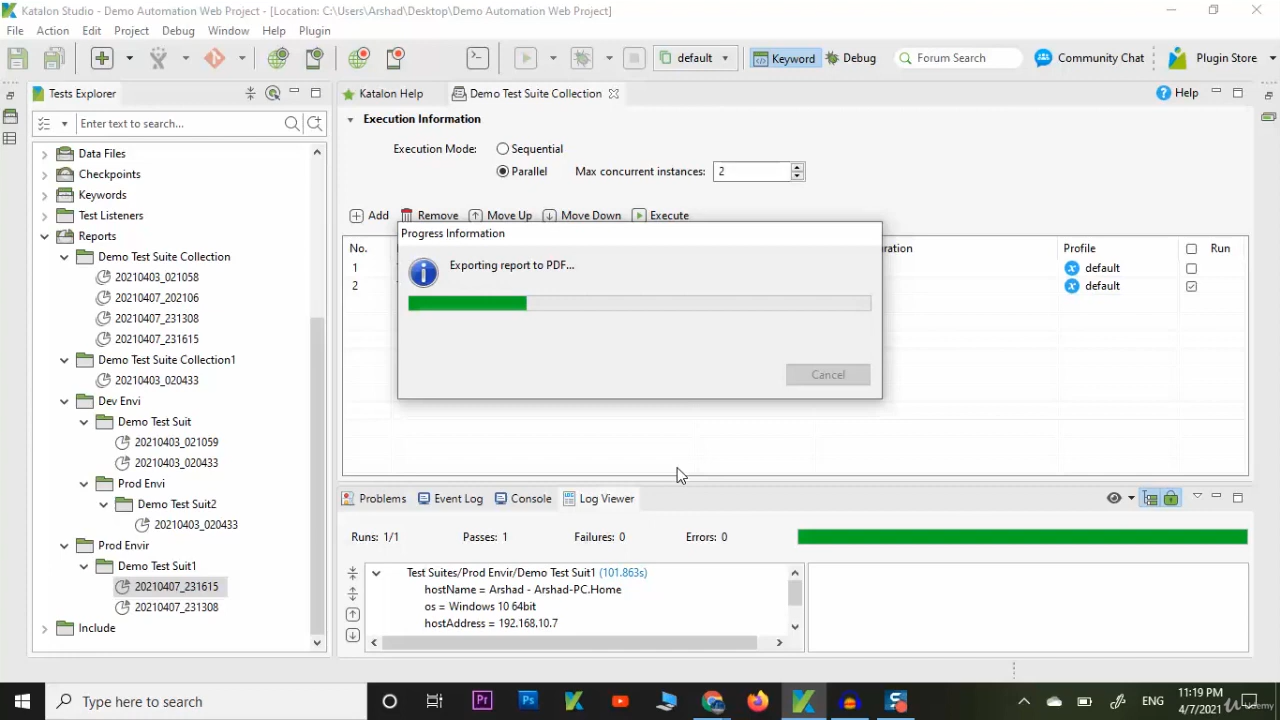 Katalon Studio - Demo Automation Web Project - [Location: C:\Users\Arshad\Desktop\Demo Automation Web Project]
File Action Edit Project Debug Window Help Plugin
default Keyword Debug Forum Search Community Chat Plugin Store
Tests Explorer
Katalon Help Demo Test Suite Collection Help
Enter text to search...
Execution Information
Execution Mode: Sequential
Parallel Max concurrent instances: 2
Add Remove Move Up Move Down Execute
No. ration Profile Run
1 default
2 default
Progress Information
Exporting report to PDF...
Cancel
Data Files
Checkpoints
Keywords
Test Listeners
Reports
Demo Test Suite Collection
20210403_021058
20210407_202106
20210407_231308
20210407_231615
Demo Test Suite Collection1
20210403_020433
Dev Envi
Demo Test Suit
20210403_021059
20210403_020433
Prod Envi
Demo Test Suit2
20210403_020433
Prod Envir
Demo Test Suit1
20210407_231615
20210407_231308
Include
Problems Event Log Console Log Viewer
Runs: 1/1 Passes: 1 Failures: 0 Errors: 0
Test Suites/Prod Envir/Demo Test Suit1 (101.863s)
hostName = Arshad - Arshad-PC.Home
os = Windows 10 64bit
hostAddress = 192.168.10.7
Type here to search
Pr Ps
ENG
11:19 PM
4/7/2021
Udemy